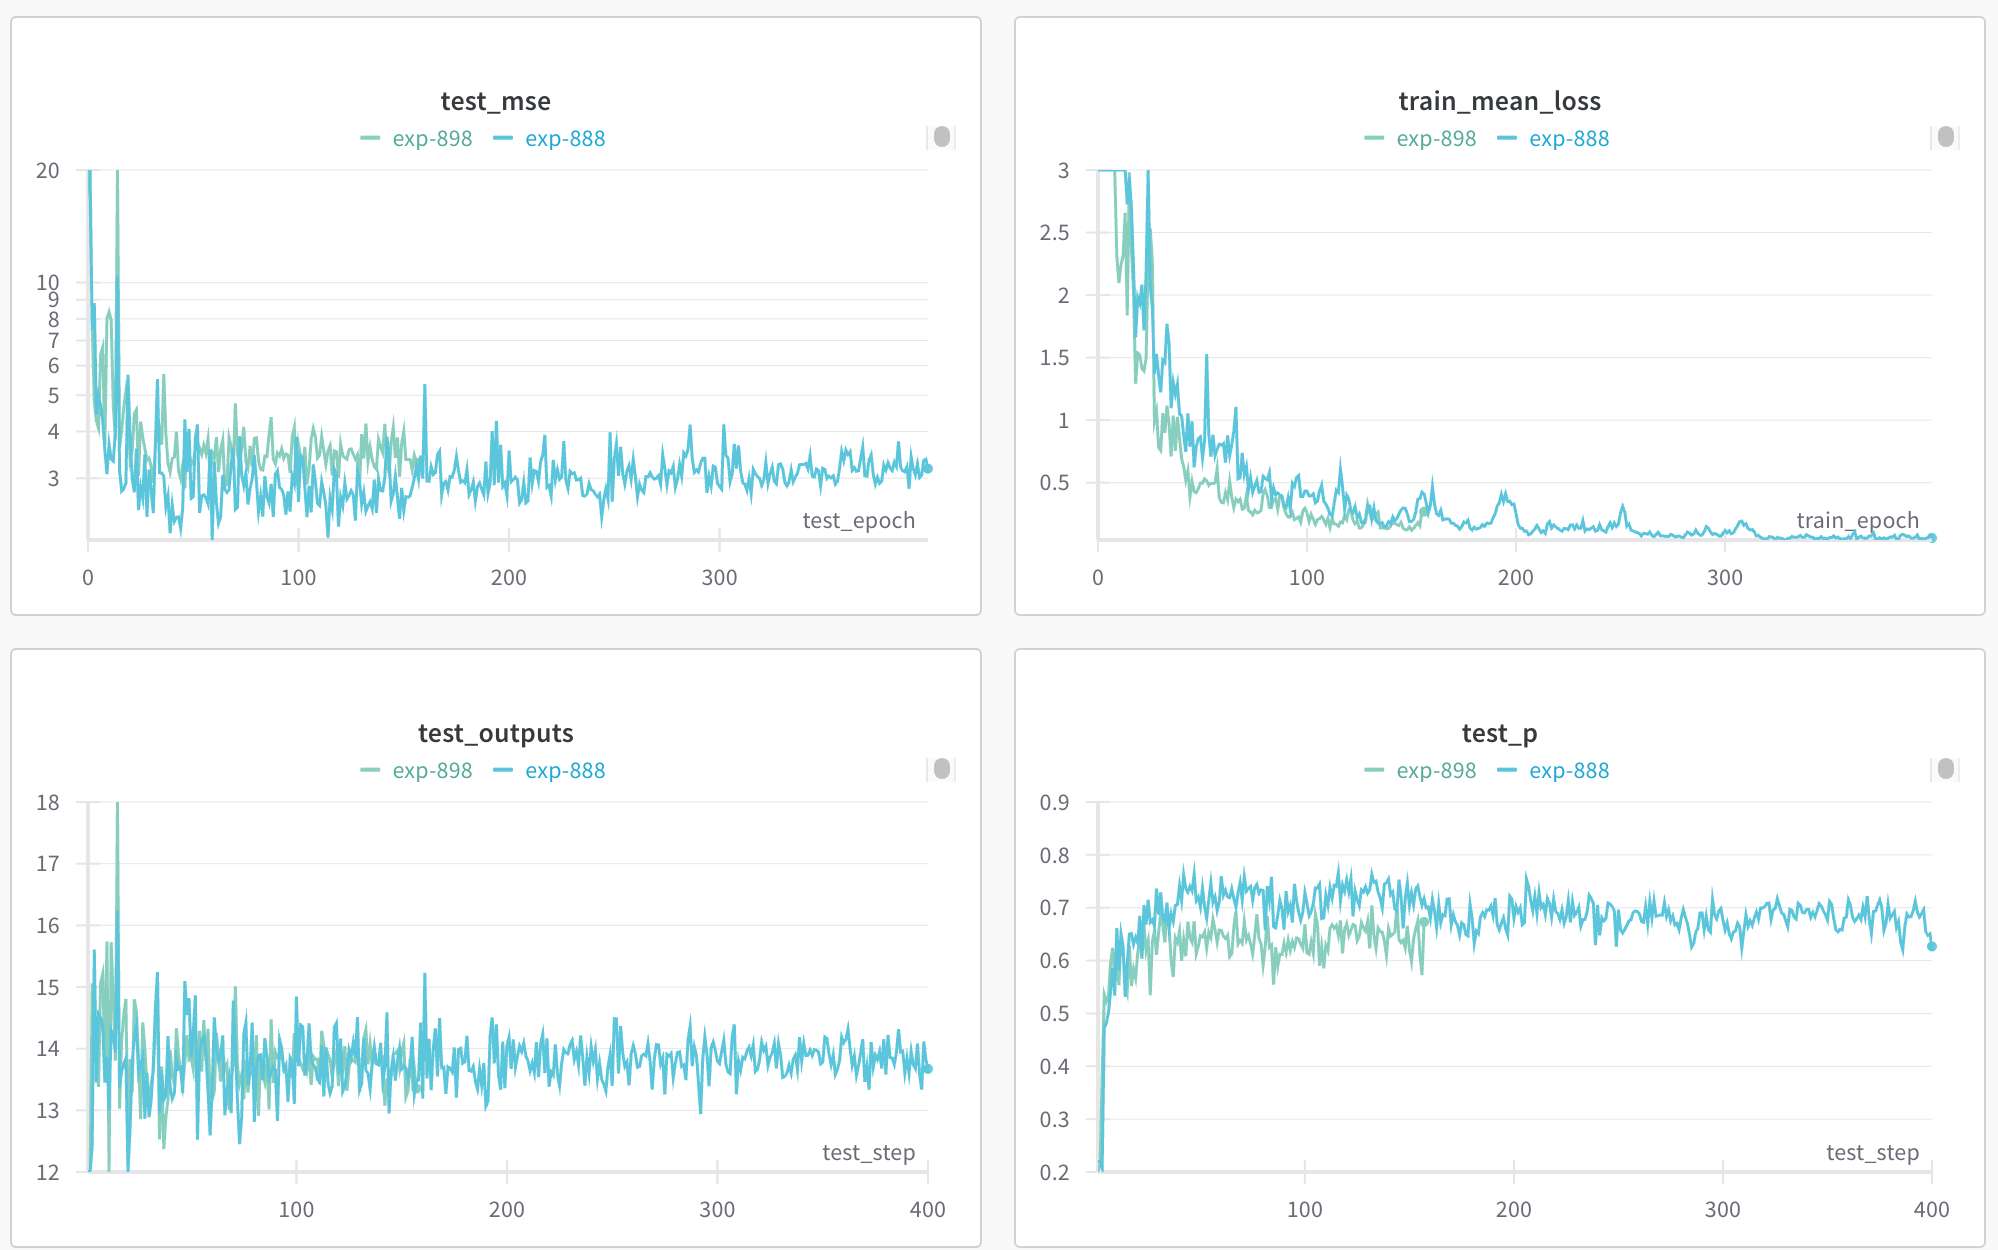 test_mse
exp-898 exp-888
20
10
9
8
7
6
5
4
3
test_epoch
0 100 200 300
train_mean_loss
exp-898 exp-888
3
2.5
2
1.5
1
0.5
train_epoch
0 100 200 300
test_outputs
exp-898 exp-888
18
17
16
15
14
13
12
test_step
100 200 300 400
test_p
exp-898 exp-888
0.9
0.8
0.7
0.6
0.5
0.4
0.3
0.2
test_step
100 200 300 400